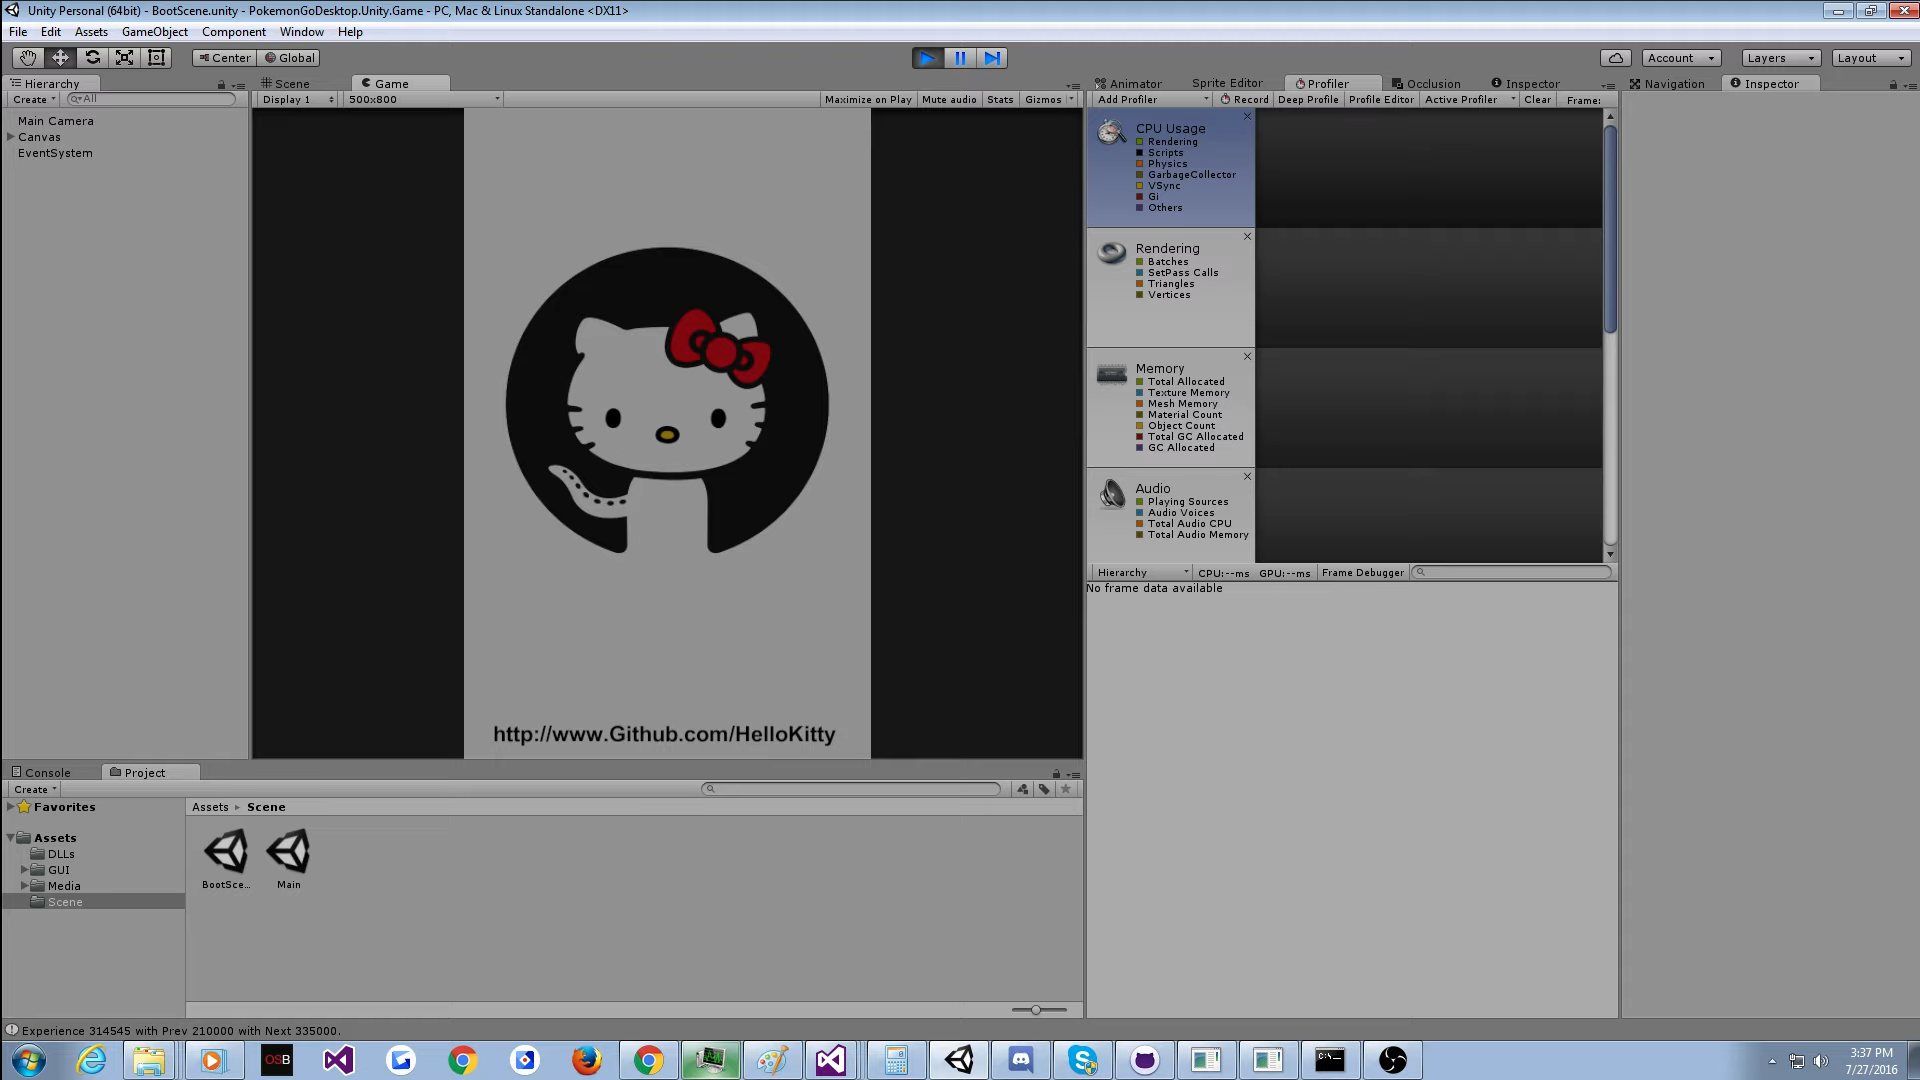 Unity Personal (64bit) - BootScene.unity - PokemonGoDesktop.Unity.Game - PC, Mac & Linux Standalone <DX11>
File Edit Assets GameObject Component Window Help
Center Global Account Layers Layout
Hierarchy
Create All
Main Camera
Canvas
EventSystem
Scene Game
Display 1 500x800 Maximize on Play Mute audio Stats Gizmos
http://www.Github.com/HelloKitty
Animator Sprite Editor Profiler Occlusion Inspector
Add Profiler Record Deep Profile Profile Editor Active Profiler Clear Frame:
CPU Usage
Rendering
Scripts
Physics
GarbageCollector
VSync
Gi
Others
Rendering
Batches
SetPass Calls
Triangles
Vertices
Memory
Total Allocated
Texture Memory
Mesh Memory
Material Count
Object Count
Total GC Allocated
GC Allocated
Audio
Playing Sources
Audio Voices
Total Audio CPU
Total Audio Memory
Hierarchy CPU:--ms GPU:--ms Frame Debugger
No frame data available
Navigation Inspector
Console Project
Create
Favorites
Assets
DLLs
GUI
Media
Scene
Assets Scene
BootSce... Main
Experience 314545 with Prev 210000 with Next 335000.
OSB
C:\_
3:37 PM
7/27/2016